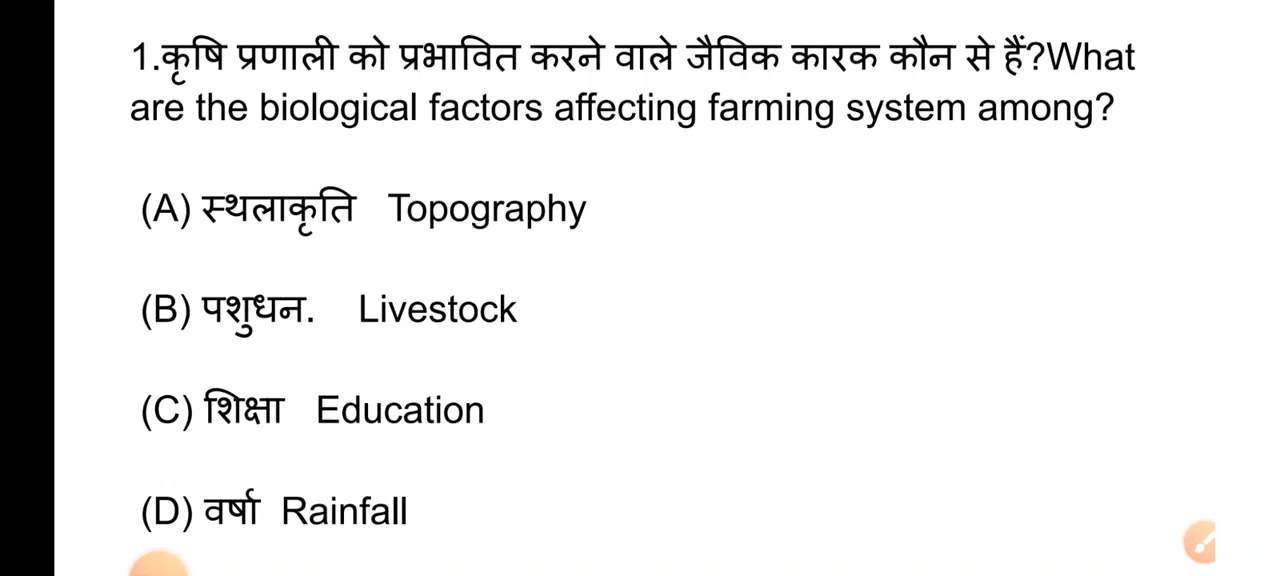 1.कृषि प्रणाली को प्रभावित करने वाले जैविक कारक कौन से हैं?What
are the biological factors affecting farming system among?
(A) स्थलाकृति Topography
(B) पशुधन. Livestock
(C) शिक्षा Education
(D) वर्षा Rainfall